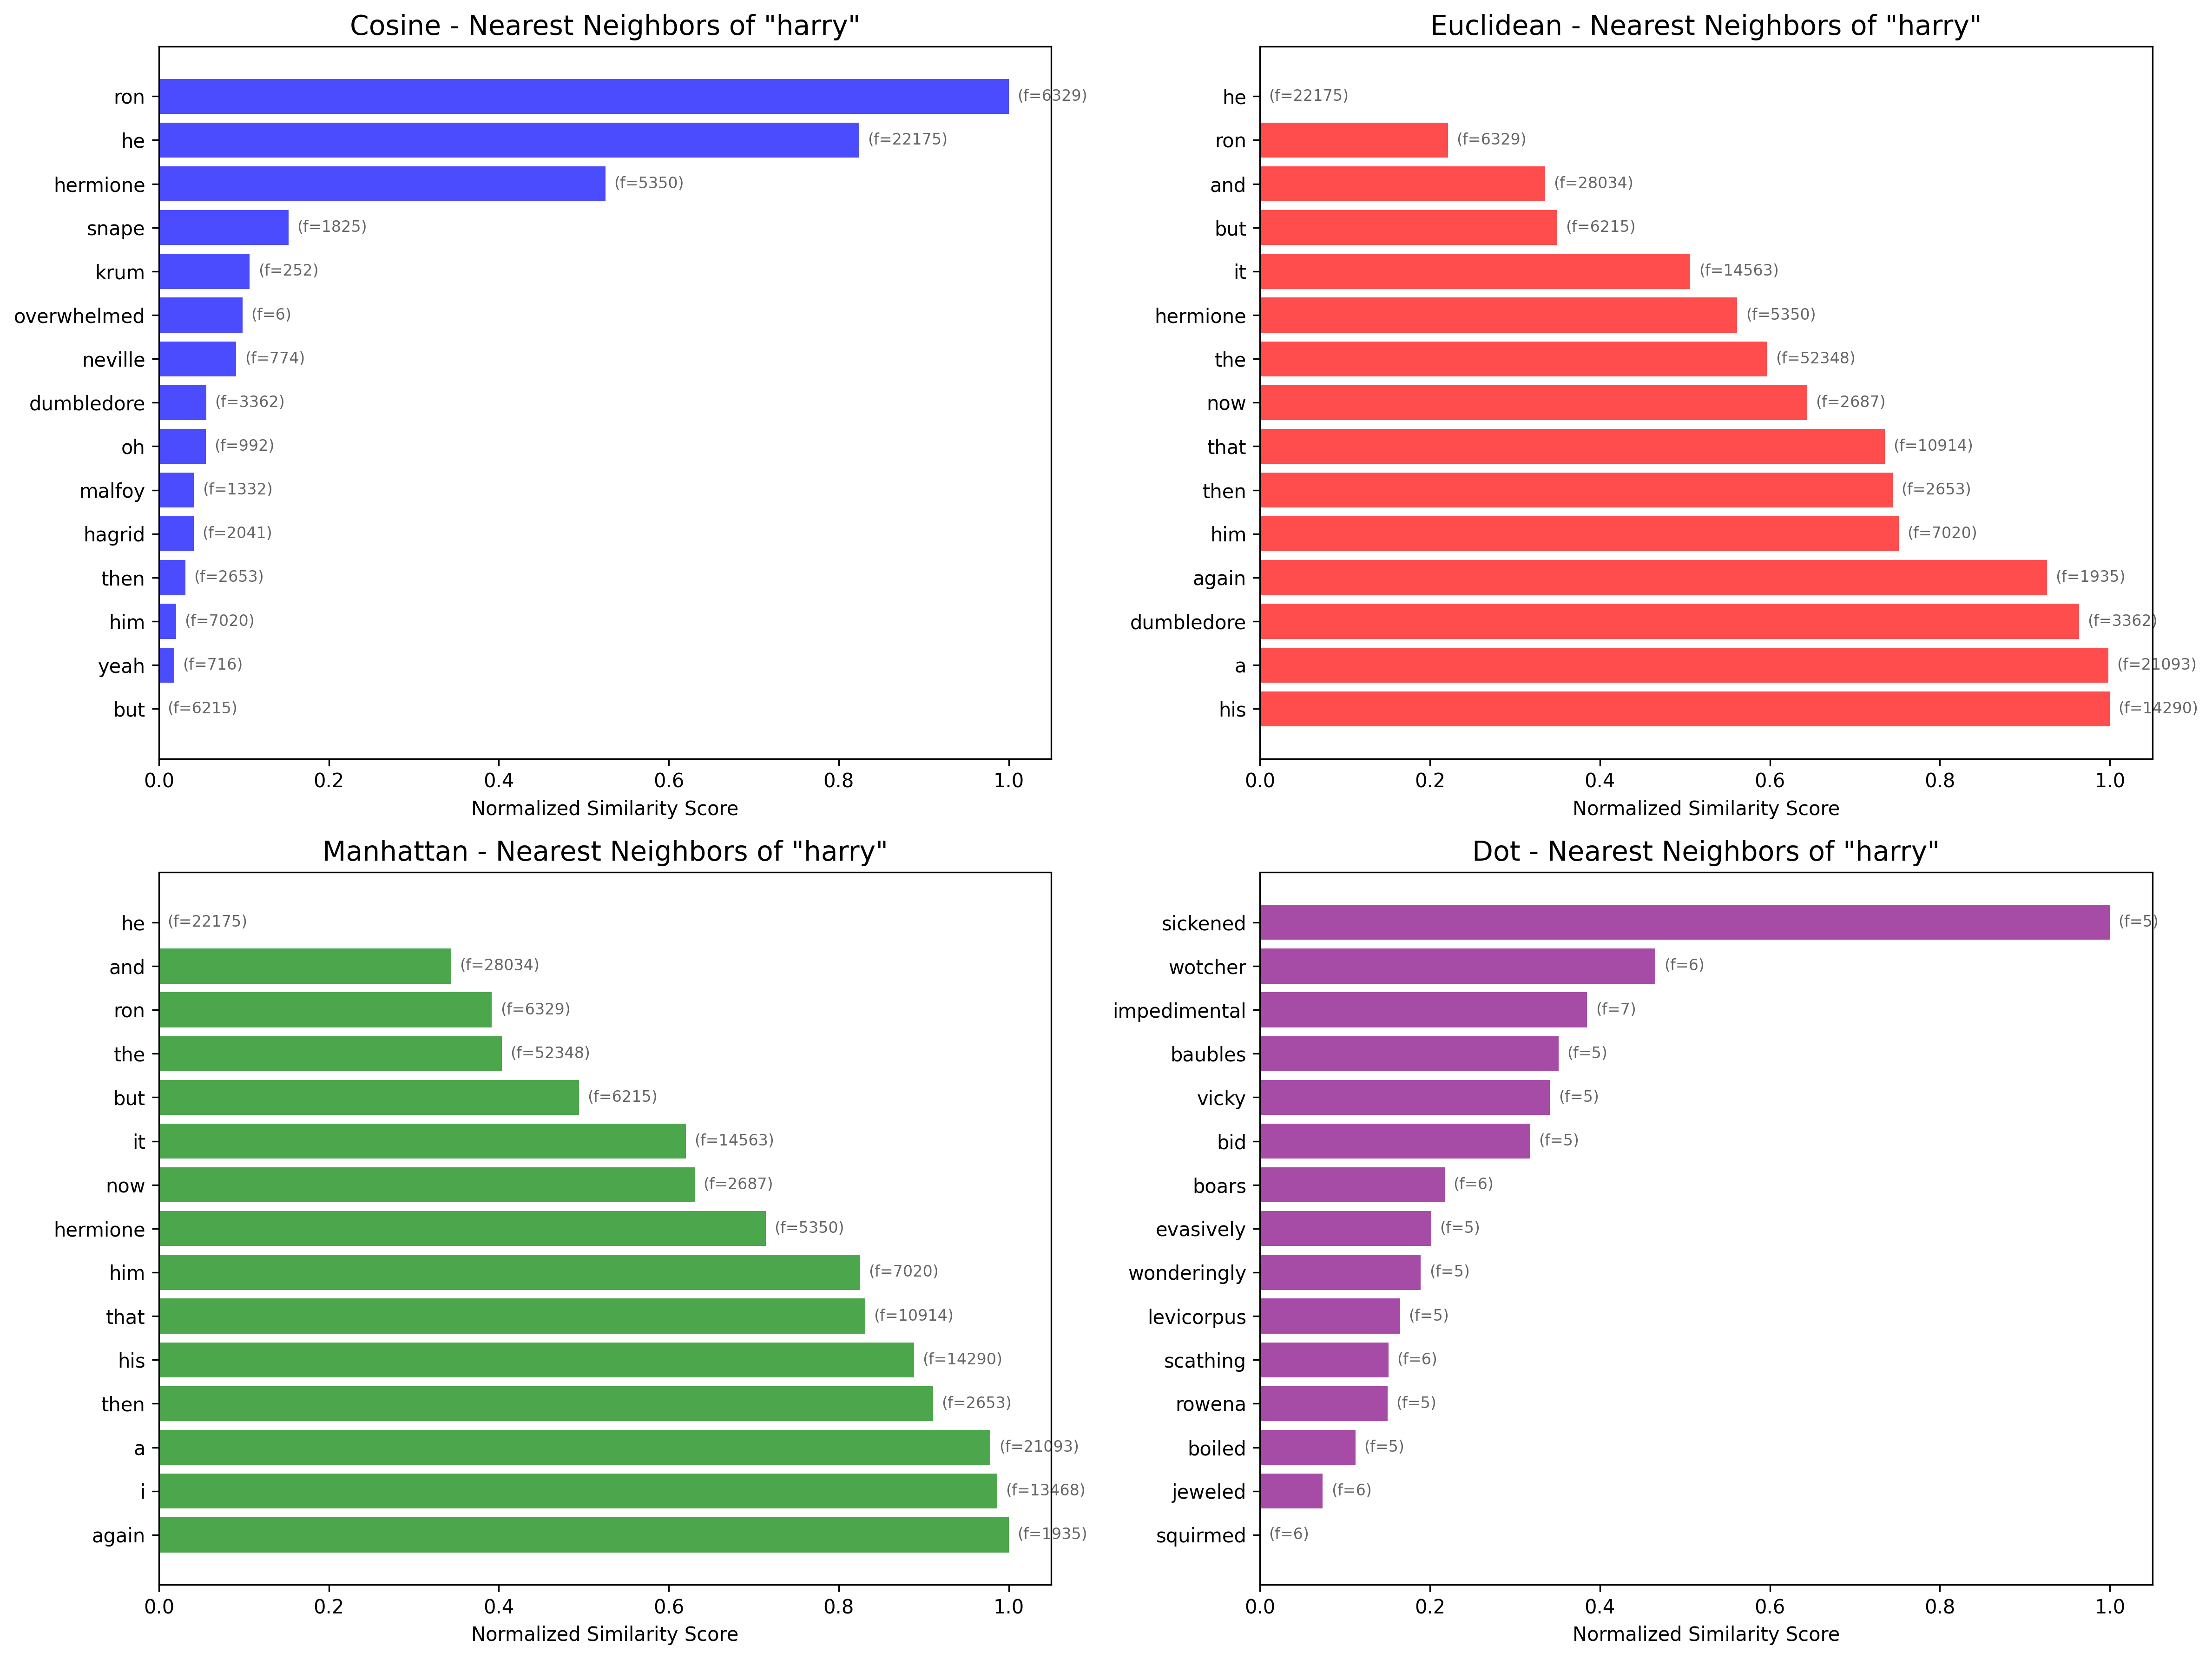 Cosine - Nearest Neighbors of "harry"
ron (f=6329)
he (f=22175)
hermione (f=5350)
snape (f=1825)
krum (f=252)
overwhelmed (f=6)
neville (f=774)
dumbledore (f=3362)
oh (f=992)
malfoy (f=1332)
hagrid (f=2041)
then (f=2653)
him (f=7020)
yeah (f=716)
but (f=6215)
0.0 0.2 0.4 0.6 0.8 1.0
Normalized Similarity Score
Euclidean - Nearest Neighbors of "harry"
he (f=22175)
ron (f=6329)
and (f=28034)
but (f=6215)
it (f=14563)
hermione (f=5350)
the (f=52348)
now (f=2687)
that (f=10914)
then (f=2653)
him (f=7020)
again (f=1935)
dumbledore (f=3362)
a (f=21093)
his (f=14290)
0.0 0.2 0.4 0.6 0.8 1.0
Normalized Similarity Score
Manhattan - Nearest Neighbors of "harry"
he (f=22175)
and (f=28034)
ron (f=6329)
the (f=52348)
but (f=6215)
it (f=14563)
now (f=2687)
hermione (f=5350)
him (f=7020)
that (f=10914)
his (f=14290)
then (f=2653)
a (f=21093)
i (f=13468)
again (f=1935)
0.0 0.2 0.4 0.6 0.8 1.0
Normalized Similarity Score
Dot - Nearest Neighbors of "harry"
sickened (f=5)
wotcher (f=6)
impedimental (f=7)
baubles (f=5)
vicky (f=5)
bid (f=5)
boars (f=6)
evasively (f=5)
wonderingly (f=5)
levicorpus (f=5)
scathing (f=6)
rowena (f=5)
boiled (f=5)
jeweled (f=6)
squirmed (f=6)
0.0 0.2 0.4 0.6 0.8 1.0
Normalized Similarity Score